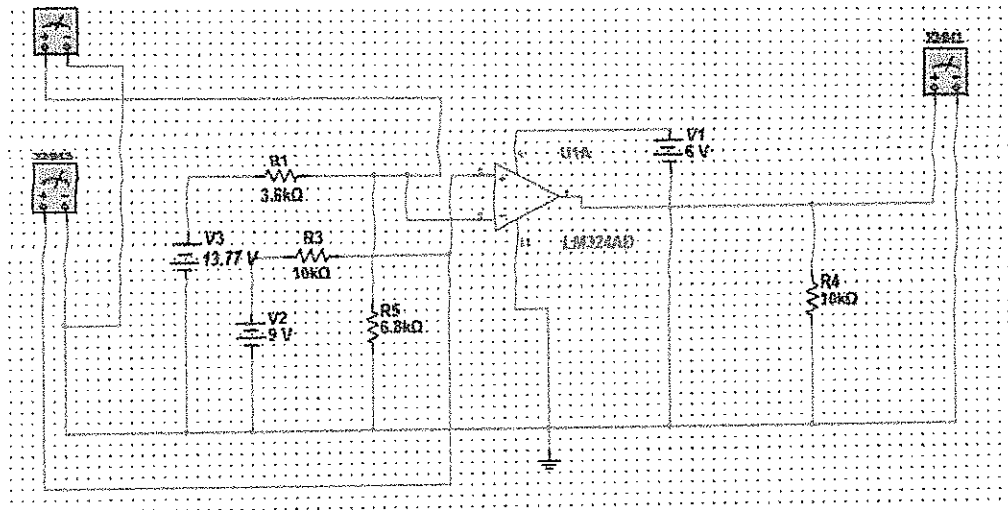 XMM1
V1
6 V
R1
3.6kΩ
U1A
V3
13.77 V
R3
10kΩ
LM324AD
V2
9 V
R5
6.8kΩ
R4
10kΩ